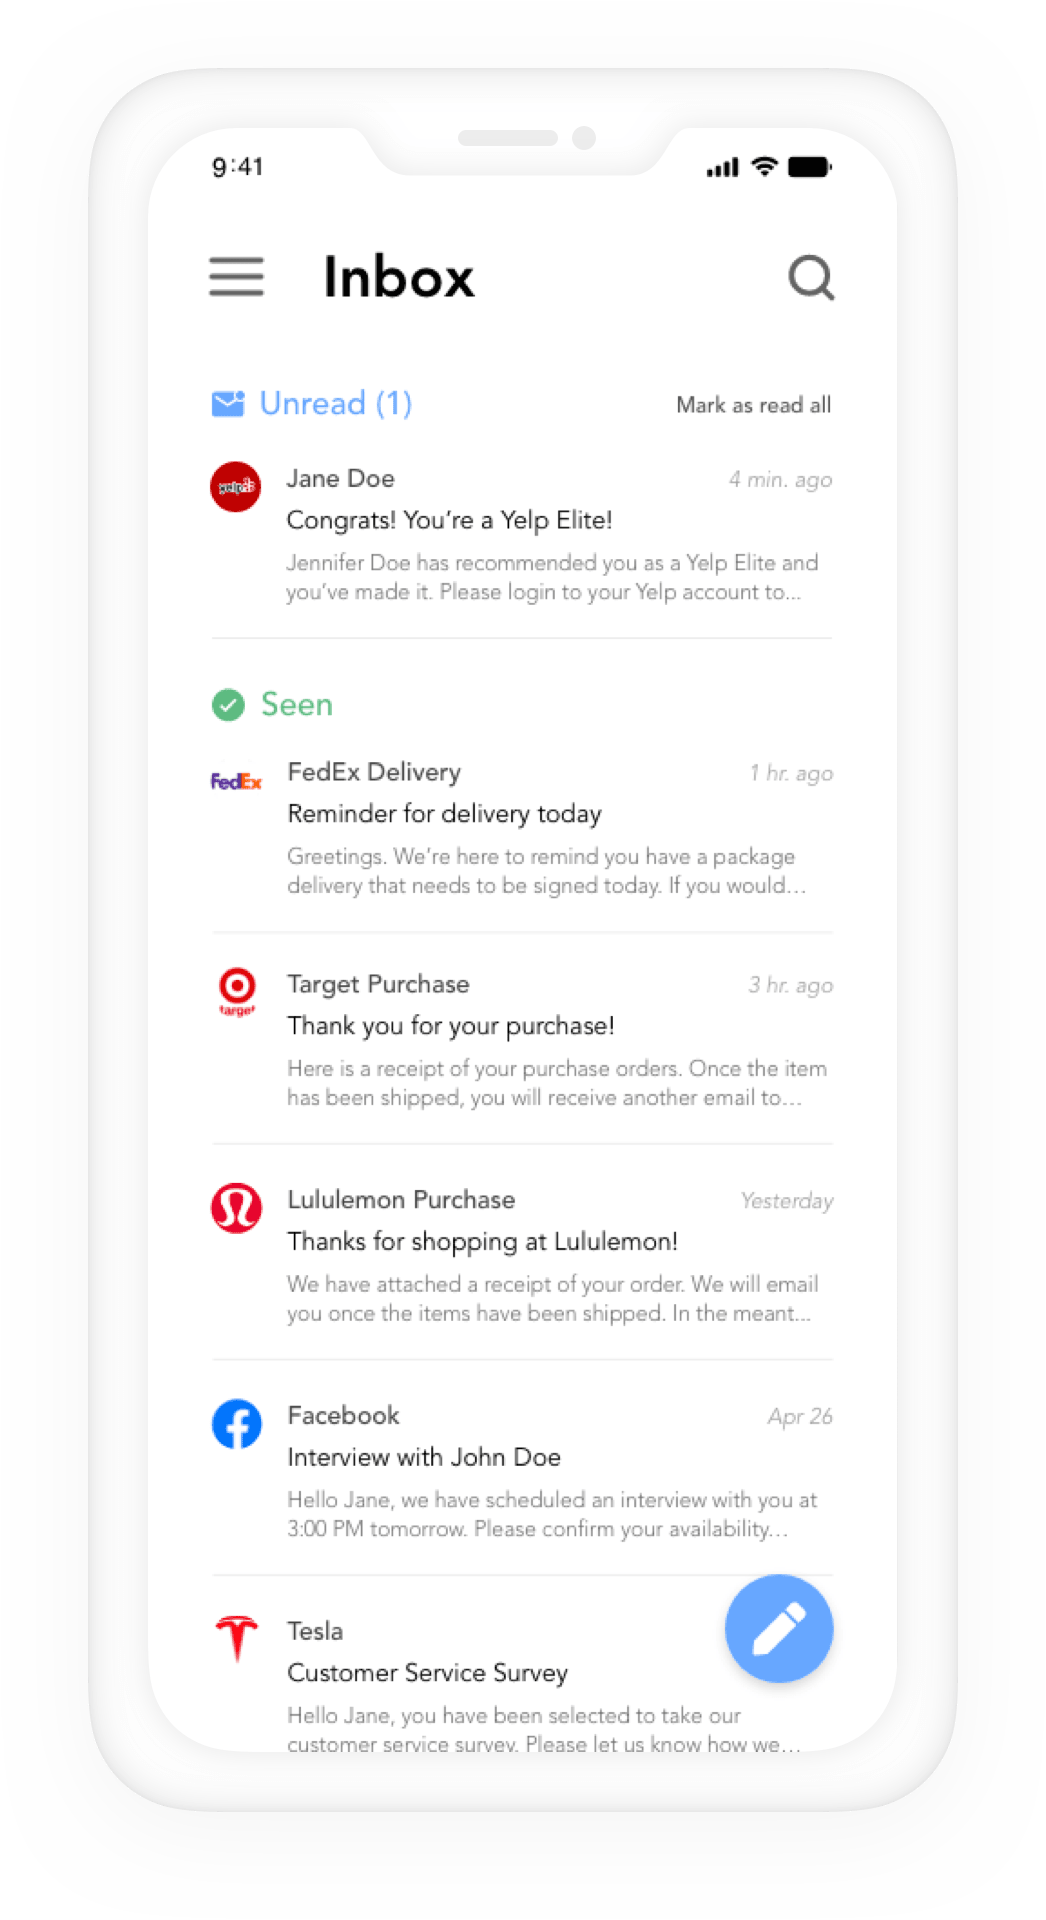 9:41
Inbox
Unread (1)
Mark as read all
yelp
Jane Doe
4 min. ago
Congrats! You’re a Yelp Elite!
Jennifer Doe has recommended you as a Yelp Elite and
you’ve made it. Please login to your Yelp account to...
Seen
FedEx
FedEx Delivery
1 hr. ago
Reminder for delivery today
Greetings. We’re here to remind you have a package
delivery that needs to be signed today. If you would...
Target Purchase
3 hr. ago
target
Thank you for your purchase!
Here is a receipt of your purchase orders. Once the item
has been shipped, you will receive another email to...
Lululemon Purchase
Yesterday
Thanks for shopping at Lululemon!
We have attached a receipt of your order. We will email
you once the items have been shipped. In the meant...
Facebook
Apr 26
Interview with John Doe
Hello Jane, we have scheduled an interview with you at
3:00 PM tomorrow. Please confirm your availability...
Tesla
Customer Service Survey
Hello Jane, you have been selected to take our
customer service survey. Please let us know how we...